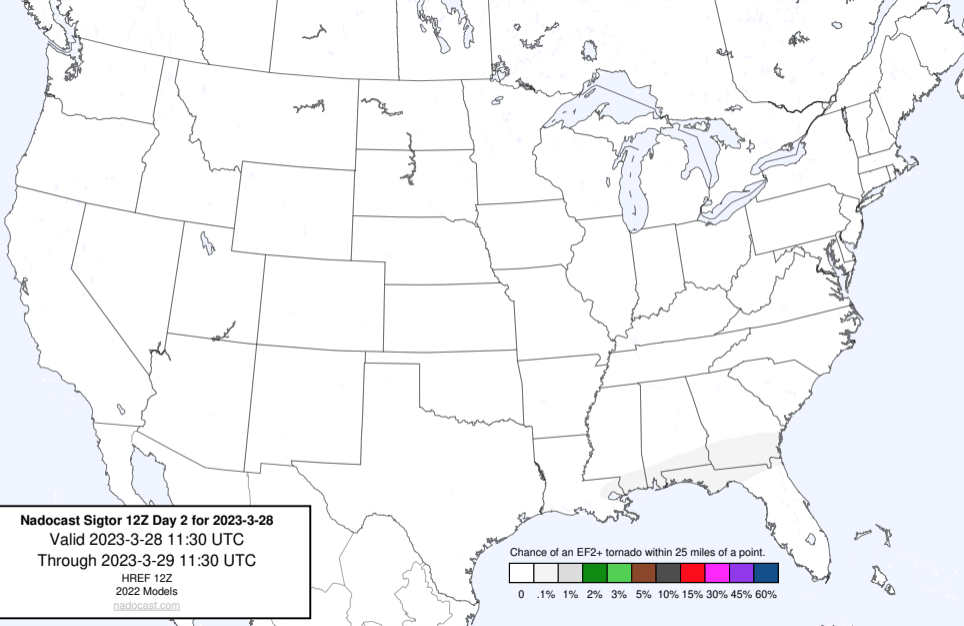 Nadocast Sigtor 12Z Day 2 for 2023-3-28
Valid 2023-3-28 11:30 UTC
Through 2023-3-29 11:30 UTC
HREF 12Z
2022 Models
nadocast.com
Chance of an EF2+ tornado within 25 miles of a point.
0 .1% 1% 2% 3% 5% 10% 15% 30% 45% 60%